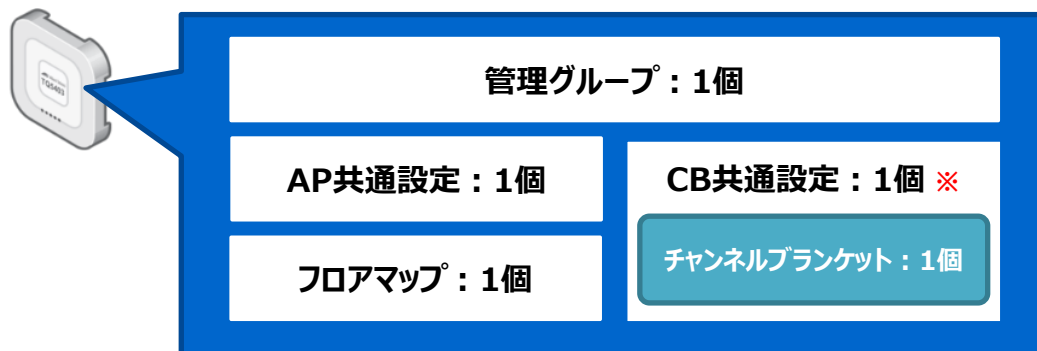 管理グループ：1個
AP共通設定：1個
CB共通設定：1個 ※
チャンネルブランケット：1個
フロアマップ：1個
TQ5403